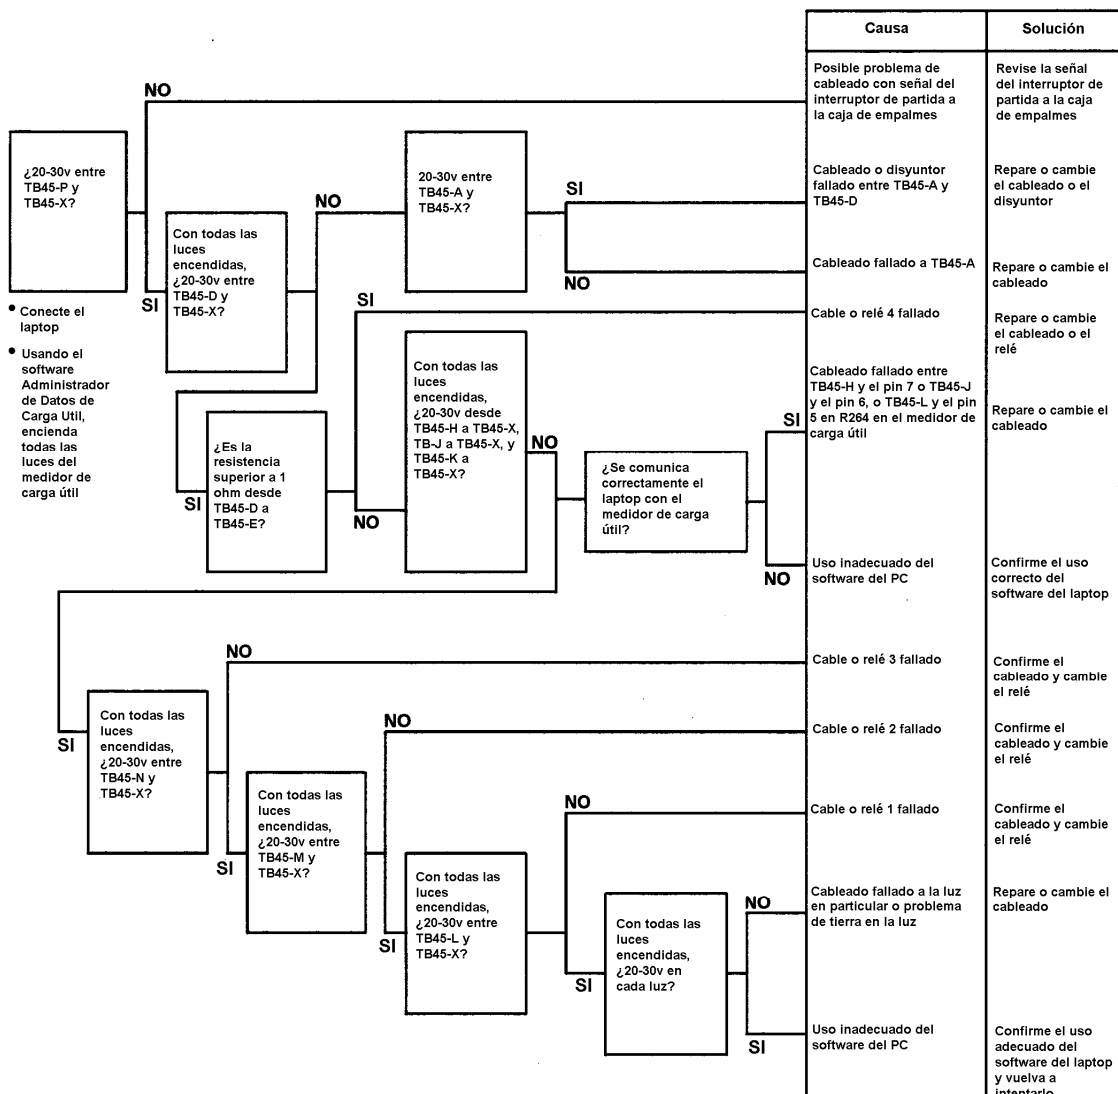 Causa
Solución
NO
Posible problema de
cableado con señal del
interruptor de partida a
la caja de empalmes
Revise la señal
del interruptor de
partida a la caja
de empalmes
¿20-30v entre
TB45-P y
TB45-X?
SI
• Conecte el
laptop
• Usando el
software
Administrador
de Datos de
Carga Util,
encienda
todas las
luces del
medidor de
carga útil
Con todas las
luces
encendidas,
¿20-30v entre
TB45-D y
TB45-X?
NO
20-30v entre
TB45-A y
TB45-X?
SI
Cableado o disyuntor
fallado entre TB45-A y
TB45-D
Repare o cambie
el cableado o el
disyuntor
NO
Cableado fallado a TB45-A
Repare o cambie el
cableado
SI
¿Es la
resistencia
superior a 1
ohm desde
TB45-D a
TB45-E?
SI
Cable o relé 4 fallado
Repare o cambie
el cableado o el
relé
NO
Con todas las
luces
encendidas,
¿20-30v desde
TB45-H a TB45-X,
TB-J a TB45-X, y
TB45-K a
TB45-X?
NO
¿Se comunica
correctamente el
laptop con el
medidor de carga
útil?
SI
Cableado fallado entre
TB45-H y el pin 7 o TB45-J
y el pin 6, o TB45-L y el pin
5 en R264 en el medidor de
carga útil
Repare o cambie el
cableado
NO
Uso inadecuado del
software del PC
Confirme el uso
correcto del
software del laptop
SI
Con todas las
luces
encendidas,
¿20-30v entre
TB45-N y
TB45-X?
NO
Cable o relé 3 fallado
Confirme el
cableado y cambie
el relé
SI
Con todas las
luces
encendidas,
¿20-30v entre
TB45-M y
TB45-X?
NO
Cable o relé 2 fallado
Confirme el
cableado y cambie
el relé
SI
Con todas las
luces
encendidas,
¿20-30v entre
TB45-L y
TB45-X?
NO
Cable o relé 1 fallado
Confirme el
cableado y cambie
el relé
SI
Con todas las
luces
encendidas,
¿20-30v en
cada luz?
NO
Cableado fallado a la luz
en particular o problema
de tierra en la luz
Repare o cambie el
cableado
SI
Uso inadecuado del
software del PC
Confirme el uso
adecuado del
software del laptop
y vuelva a
intentarlo